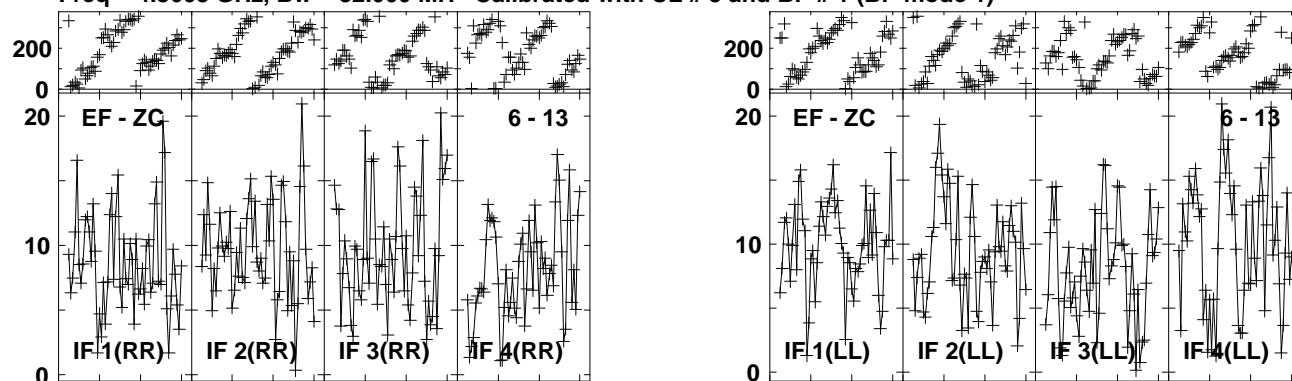 200
0
20
10
0
EF - ZC
6 - 13
IF 1(RR)
IF 2(RR)
IF 3(RR)
IF 4(RR)
200
0
20
10
0
EF - ZC
6 - 13
IF 1(LL)
IF 2(LL)
IF 3(LL)
IF 4(LL)